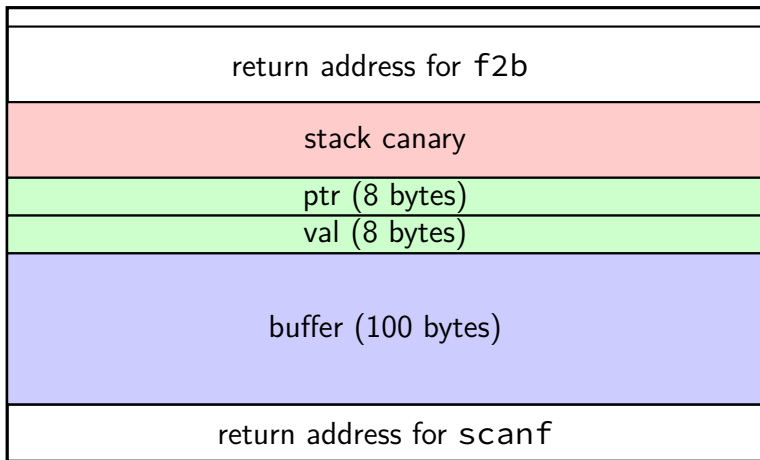 return address for f2b
stack canary
ptr (8 bytes)
val (8 bytes)
buffer (100 bytes)
return address for scanf